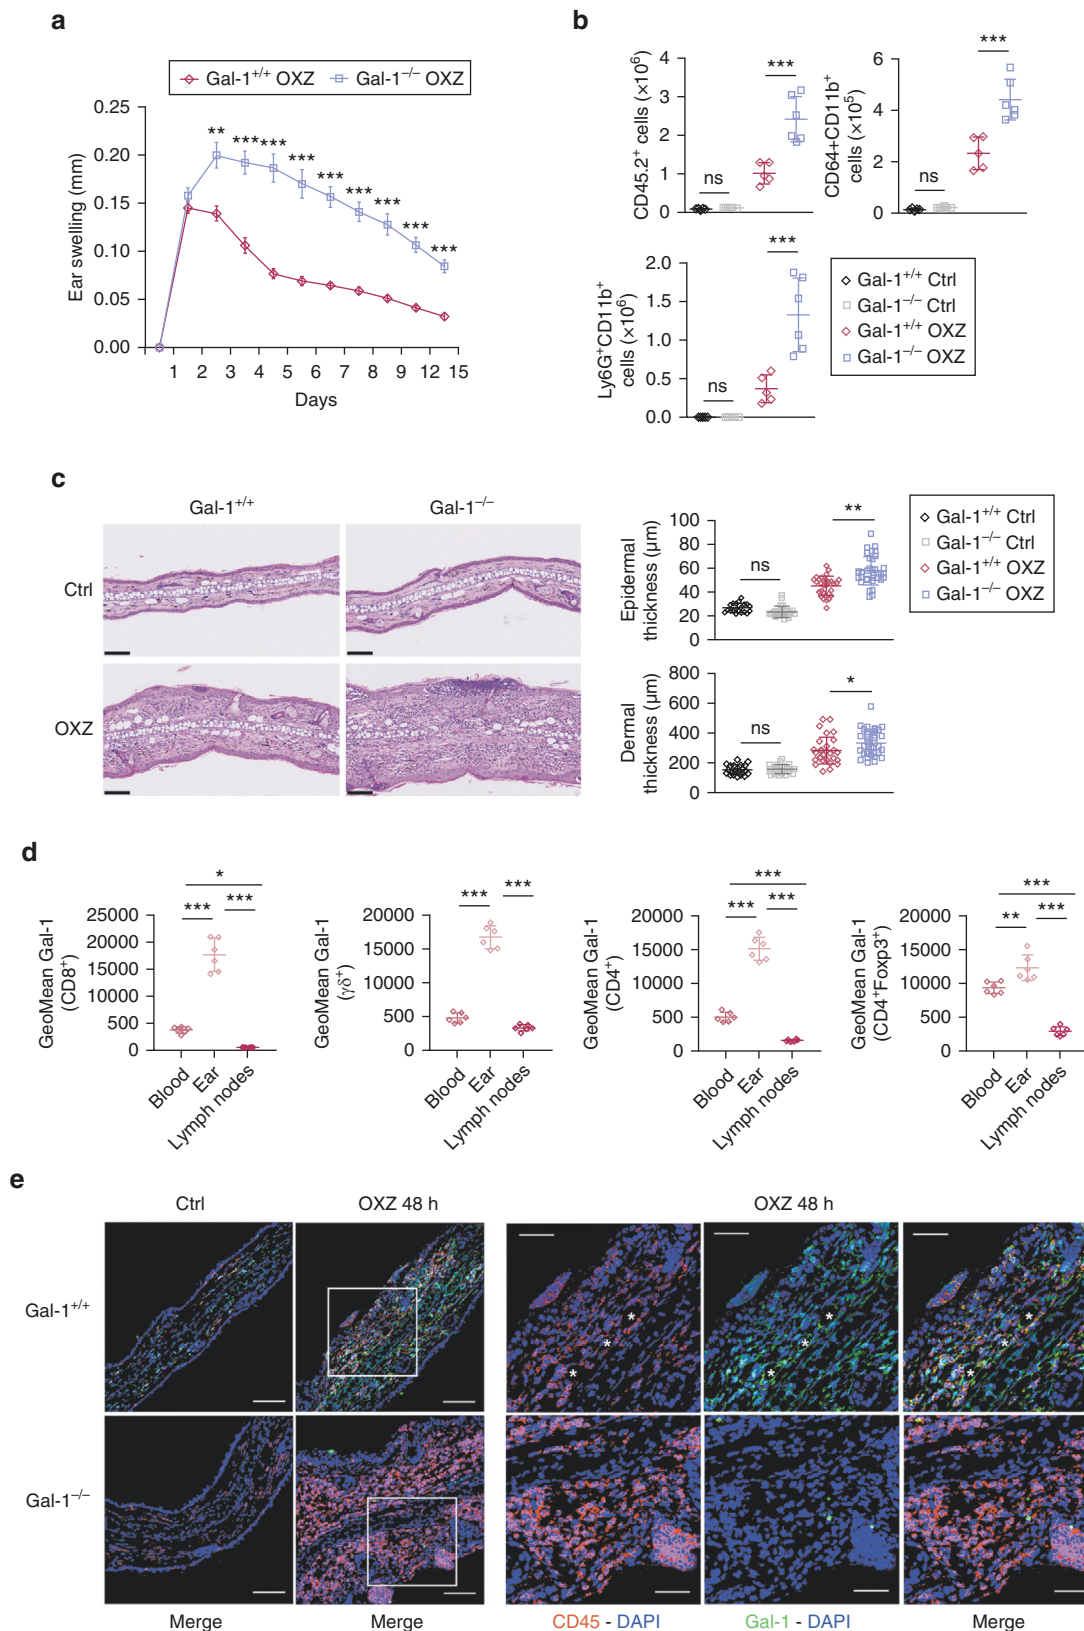 a
Gal-1+/+ OXZ
Gal-1−/− OXZ
Ear swelling (mm)
0.25
0.20
0.15
0.10
0.05
0.00
** *** *** *** *** *** *** *** ***
1 2 3 4 5 6 7 8 9 12 15
Days
b
CD45.2+ cells (×10^6)
4
3
2
1
0
ns
***
CD64+CD11b+
cells (×10^5)
6
4
2
0
ns
***
Ly6G+CD11b+
cells (×10^6)
2.0
1.5
1.0
0.5
0.0
ns
***
Gal-1+/+ Ctrl
Gal-1−/− Ctrl
Gal-1+/+ OXZ
Gal-1−/− OXZ
c
Gal-1+/+
Gal-1−/−
Ctrl
OXZ
Epidermal
thickness (µm)
100
80
60
40
20
0
ns
**
Gal-1+/+ Ctrl
Gal-1−/− Ctrl
Gal-1+/+ OXZ
Gal-1−/− OXZ
Dermal
thickness (µm)
800
600
400
200
0
ns
*
d
GeoMean Gal-1
(CD8+)
25000
20000
15000
10000
500
0
*
*** ***
Blood
Ear
Lymph nodes
GeoMean Gal-1
(γδ+)
20000
15000
10000
500
0
*** ***
Blood
Ear
Lymph nodes
GeoMean Gal-1
(CD4+)
20000
15000
10000
500
0
***
*** ***
Blood
Ear
Lymph nodes
GeoMean Gal-1
(CD4+Foxp3+)
20000
15000
10000
500
0
***
** ***
Blood
Ear
Lymph nodes
e
Ctrl
OXZ 48 h
OXZ 48 h
Gal-1+/+
* * *
* * *
* * *
Gal-1−/−
Merge
Merge
CD45 - DAPI
Gal-1 - DAPI
Merge